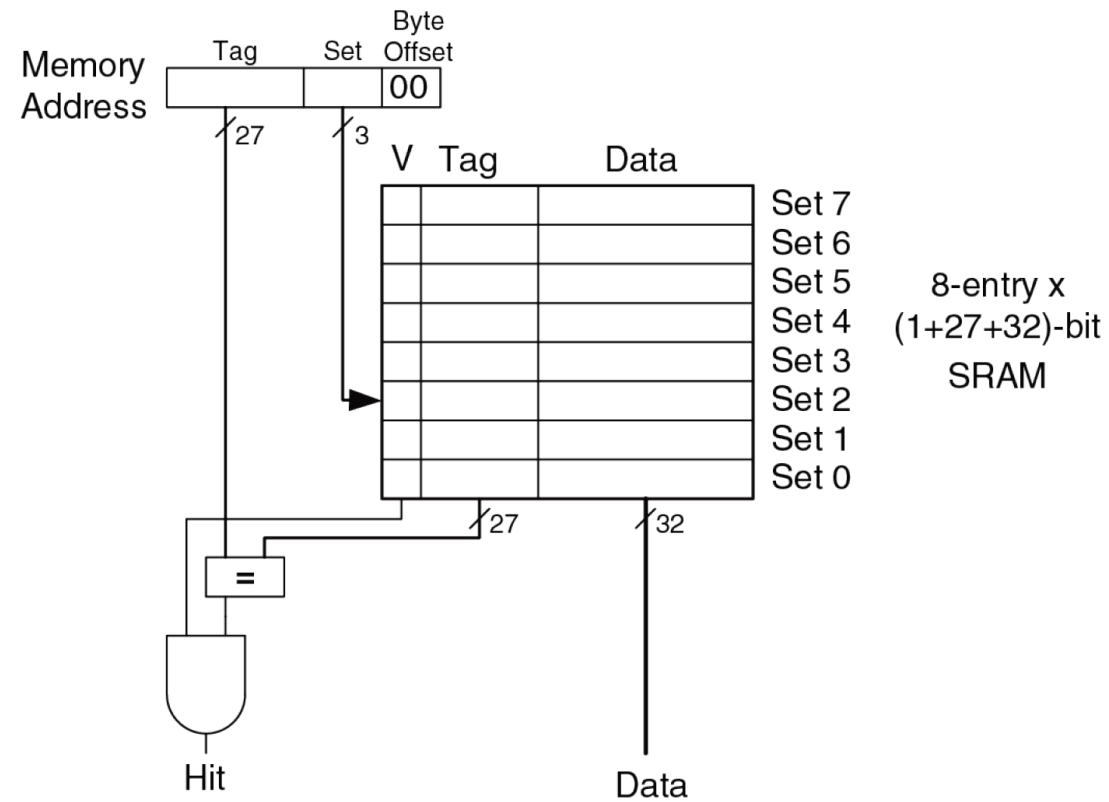 Byte
Tag Set Offset
Memory
Address
00
27
3
V Tag Data
Set 7
Set 6
Set 5
Set 4
Set 3
Set 2
Set 1
Set 0
8-entry x
(1+27+32)-bit
SRAM
27
32
=
Hit
Data